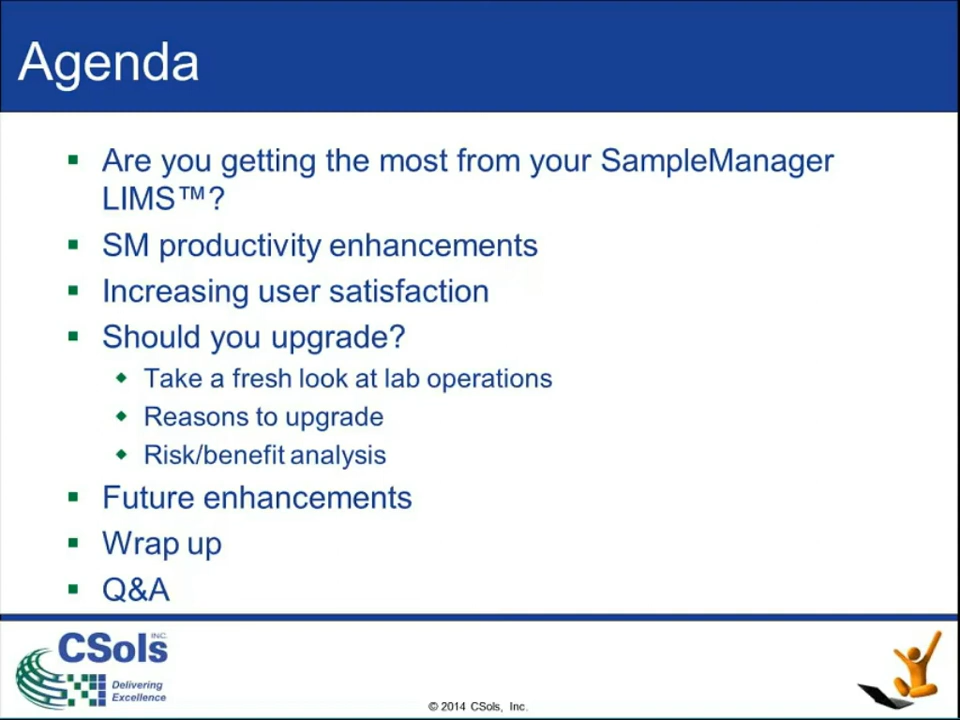 Agenda
Are you getting the most from your SampleManager
LIMS™?
SM productivity enhancements
Increasing user satisfaction
Should you upgrade?
Take a fresh look at lab operations
Reasons to upgrade
Risk/benefit analysis
Future enhancements
Wrap up
Q&A
CSols INC.
Delivering
Excellence
© 2014 CSols, Inc.